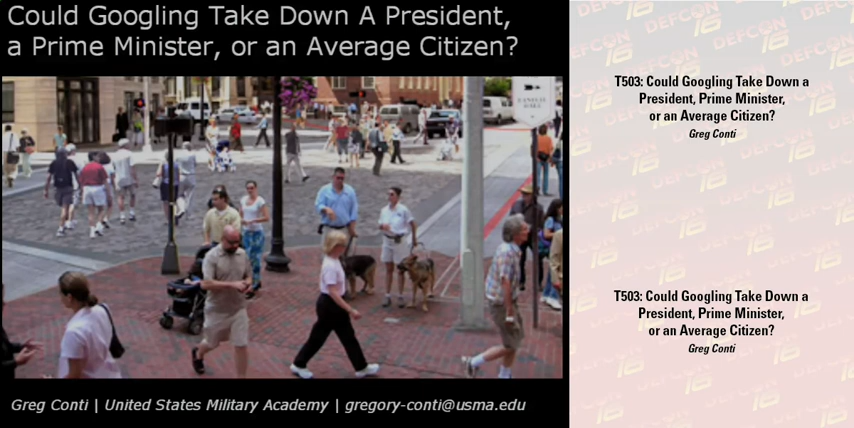 Could Googling Take Down A President,
a Prime Minister, or an Average Citizen?
Greg Conti | United States Military Academy | gregory-conti@usma.edu
T503: Could Googling Take Down a
President, Prime Minister,
or an Average Citizen?
Greg Conti
T503: Could Googling Take Down a
President, Prime Minister,
or an Average Citizen?
Greg Conti
DEFCON
16